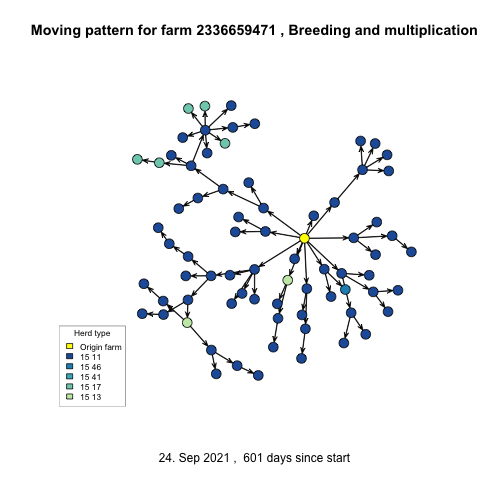 Moving pattern for farm 2336659471 , Breeding and multiplication
Herd type
Origin farm
15 11
15 46
15 41
15 17
15 13
24. Sep 2021 ,  601 days since start